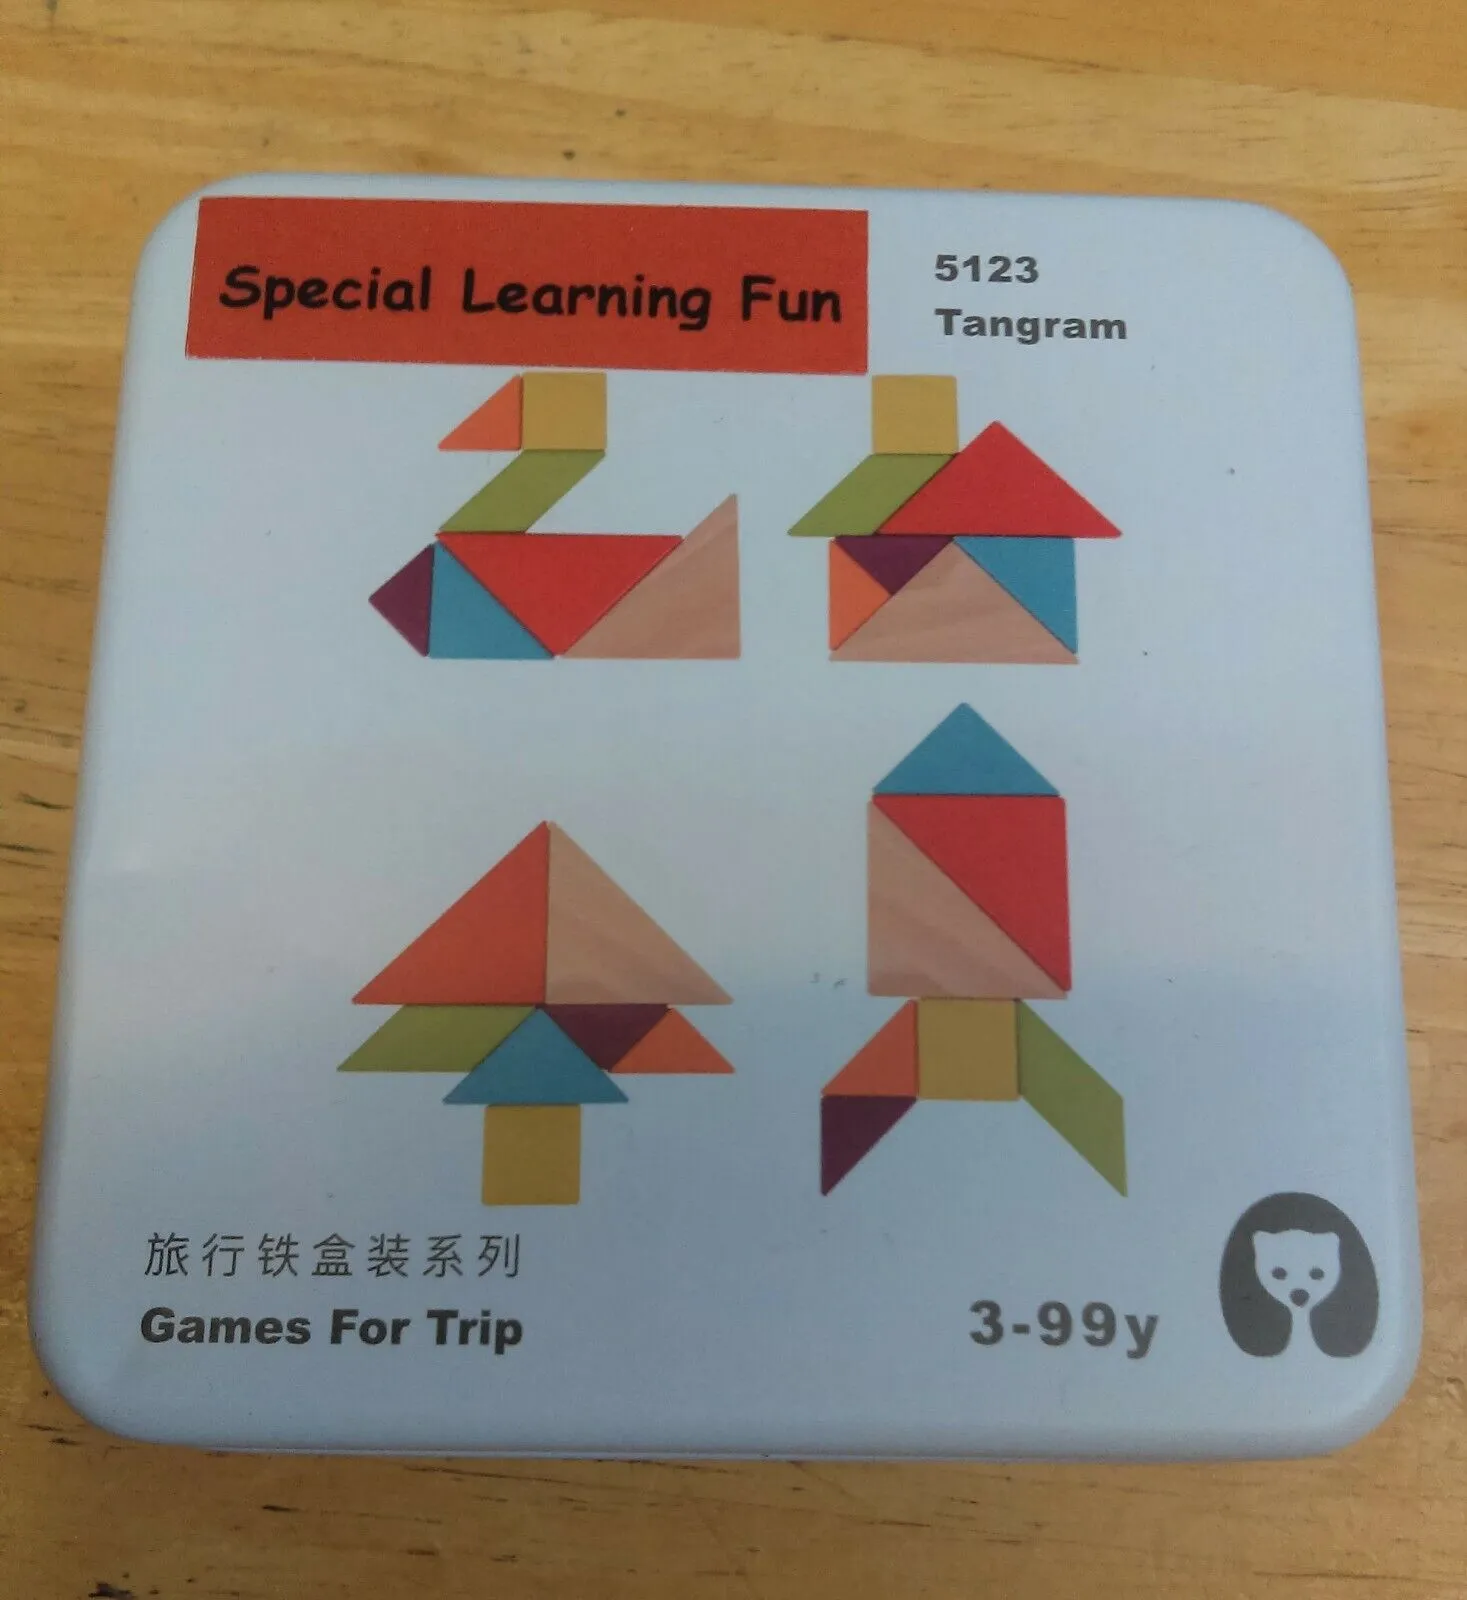 Special Learning Fun
5123
Tangram
旅行铁盒装系列
Games For Trip
3-99y